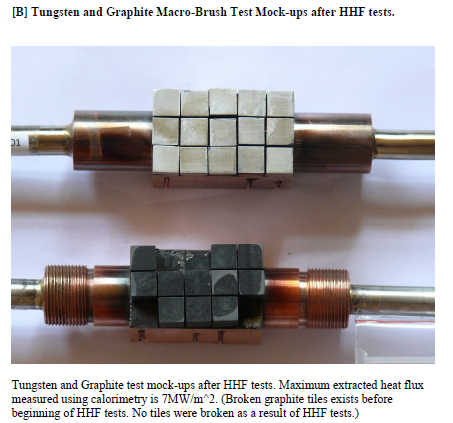 [B] Tungsten and Graphite Macro-Brush Test Mock-ups after HHF tests.
01
Tungsten and Graphite test mock-ups after HHF tests. Maximum extracted heat flux
measured using calorimetry is 7MW/m^2. (Broken graphite tiles exists before
beginning of HHF tests. No tiles were broken as a result of HHF tests.)